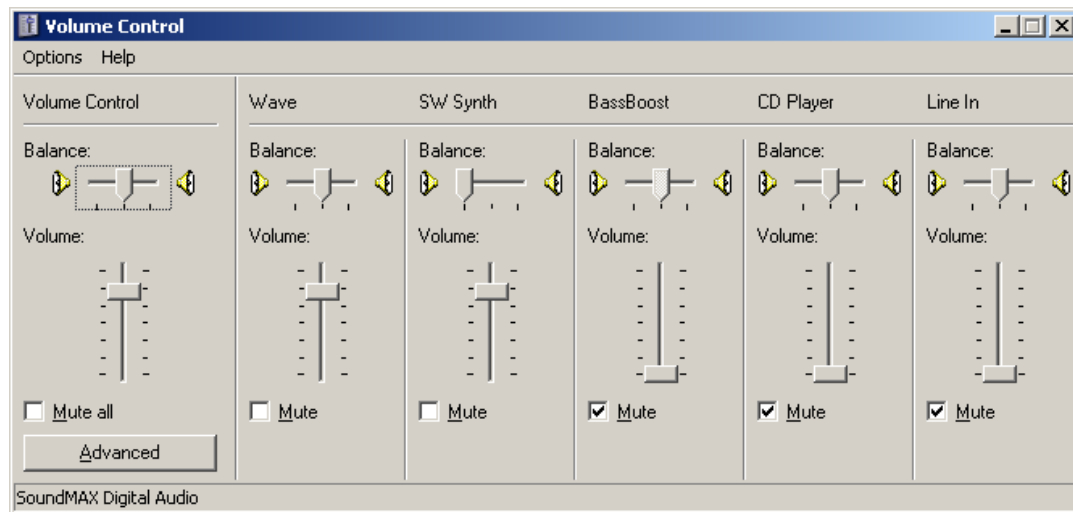 Volume Control
Options Help
Volume Control Wave SW Synth BassBoost CD Player Line In
Balance: Balance: Balance: Balance: Balance: Balance:
Volume: Volume: Volume: Volume: Volume: Volume:
Mute all Mute Mute Mute Mute Mute
Advanced
SoundMAX Digital Audio